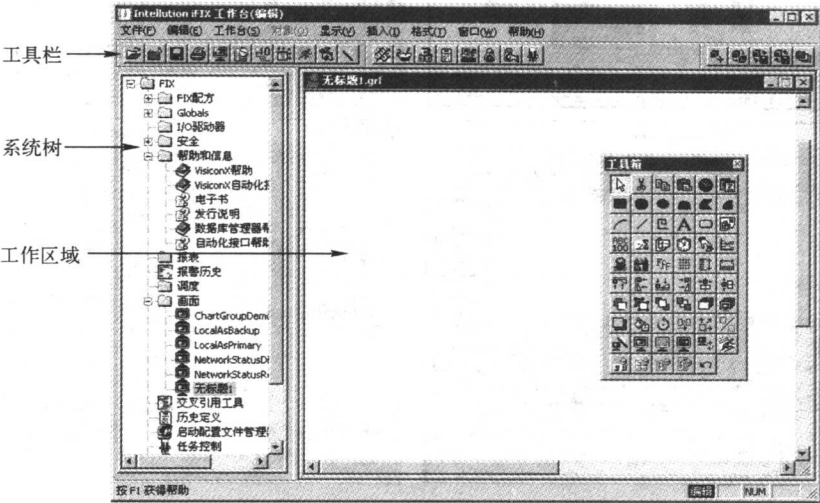 Intellution iFIX 工作台(编辑)
文件(F) 编辑(E) 工作台(S) 对象(O) 显示(V) 插入(I) 格式(T) 窗口(W) 帮助(H)
工具栏
FIX
无标题1.grf
FIX配方
Globals
I/O驱动器
系统树
安全
帮助和信息
工具箱
VisiconX帮助
VisiconX自动化接
电子书
发行说明
数据库管理器帮
自动化接口帮助
工作区域
报表
报警历史
调度
画面
ChartGroupDemo
LocalAsBackup
LocalAsPrimary
NetworkStatusDi
NetworkStatusR
无标题1
交叉引用工具
历史定义
启动配置文件管理
任务控制
按 F1 获得帮助
编辑 NUM